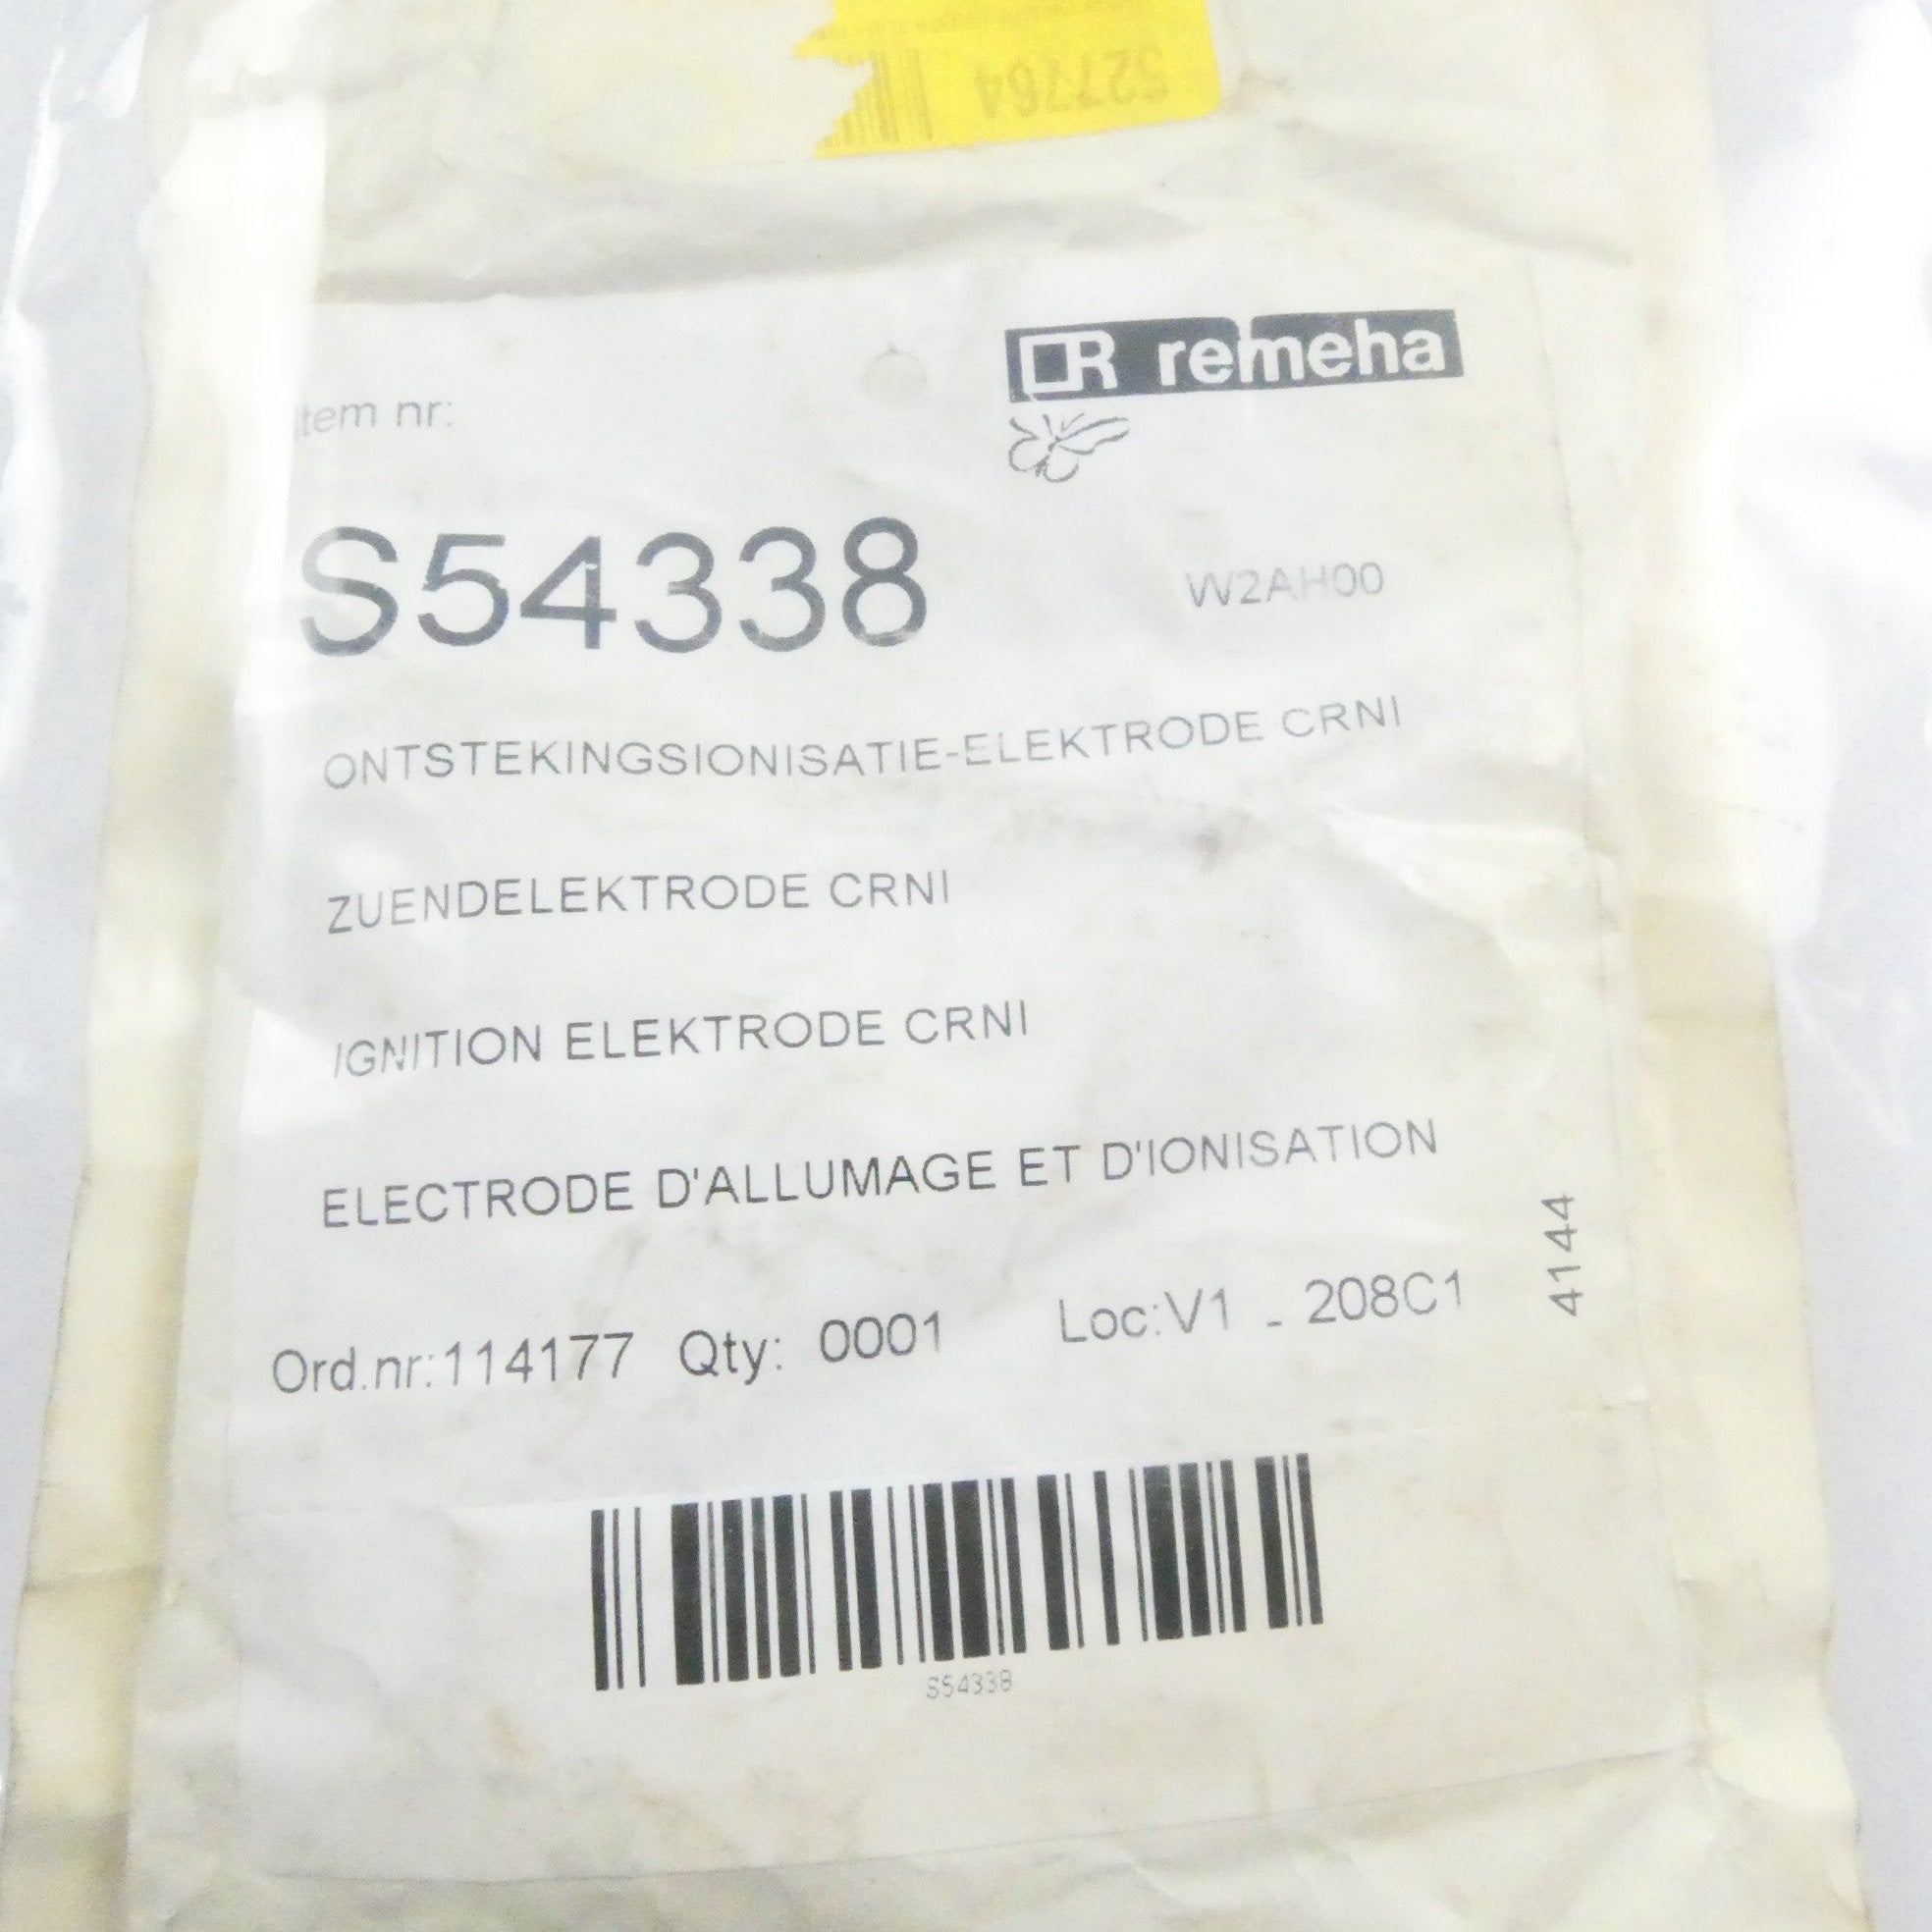 527764
remeha
Item nr:
S54338 W2AH00
ONTSTEKINGSIONISATIE-ELEKTRODE CRNI
ZUENDELEKTRODE CRNI
IGNITION ELEKTRODE CRNI
ELECTRODE D'ALLUMAGE ET D'IONISATION
4144
Ord.nr:114177 Qty: 0001 Loc:V1 - 208C1
S54338